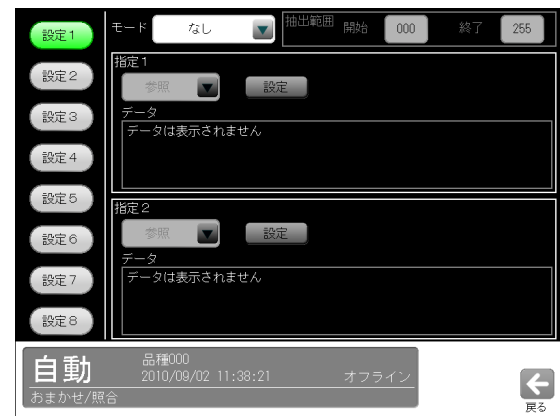 設定1
設定2
設定3
設定4
設定5
設定6
設定7
設定8
モード なし
抽出範囲 開始 000 終了 255
指定1
参照 設定
データ
データは表示されません
指定2
参照 設定
データ
データは表示されません
自動
品種000
2010/09/02 11:38:21 オフライン
おまかせ/照合
戻る